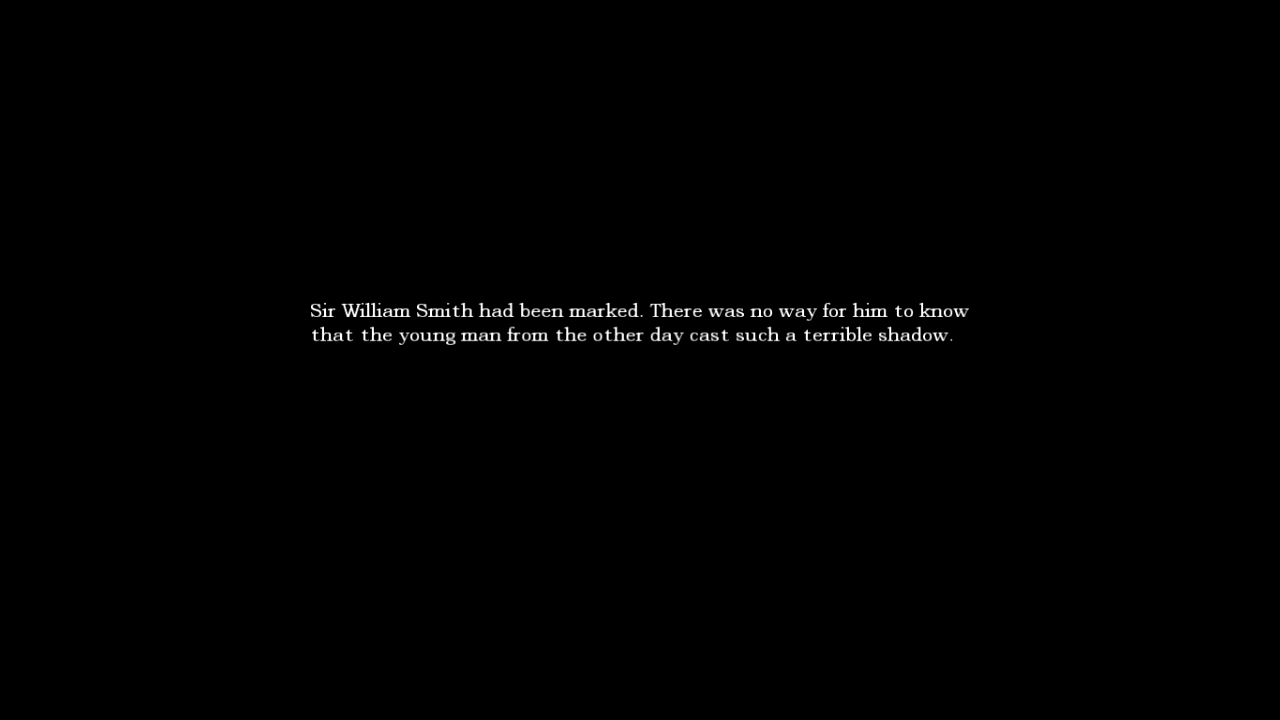 Sir William Smith had been marked. There was no way for him to know
that the young man from the other day cast such a terrible shadow.